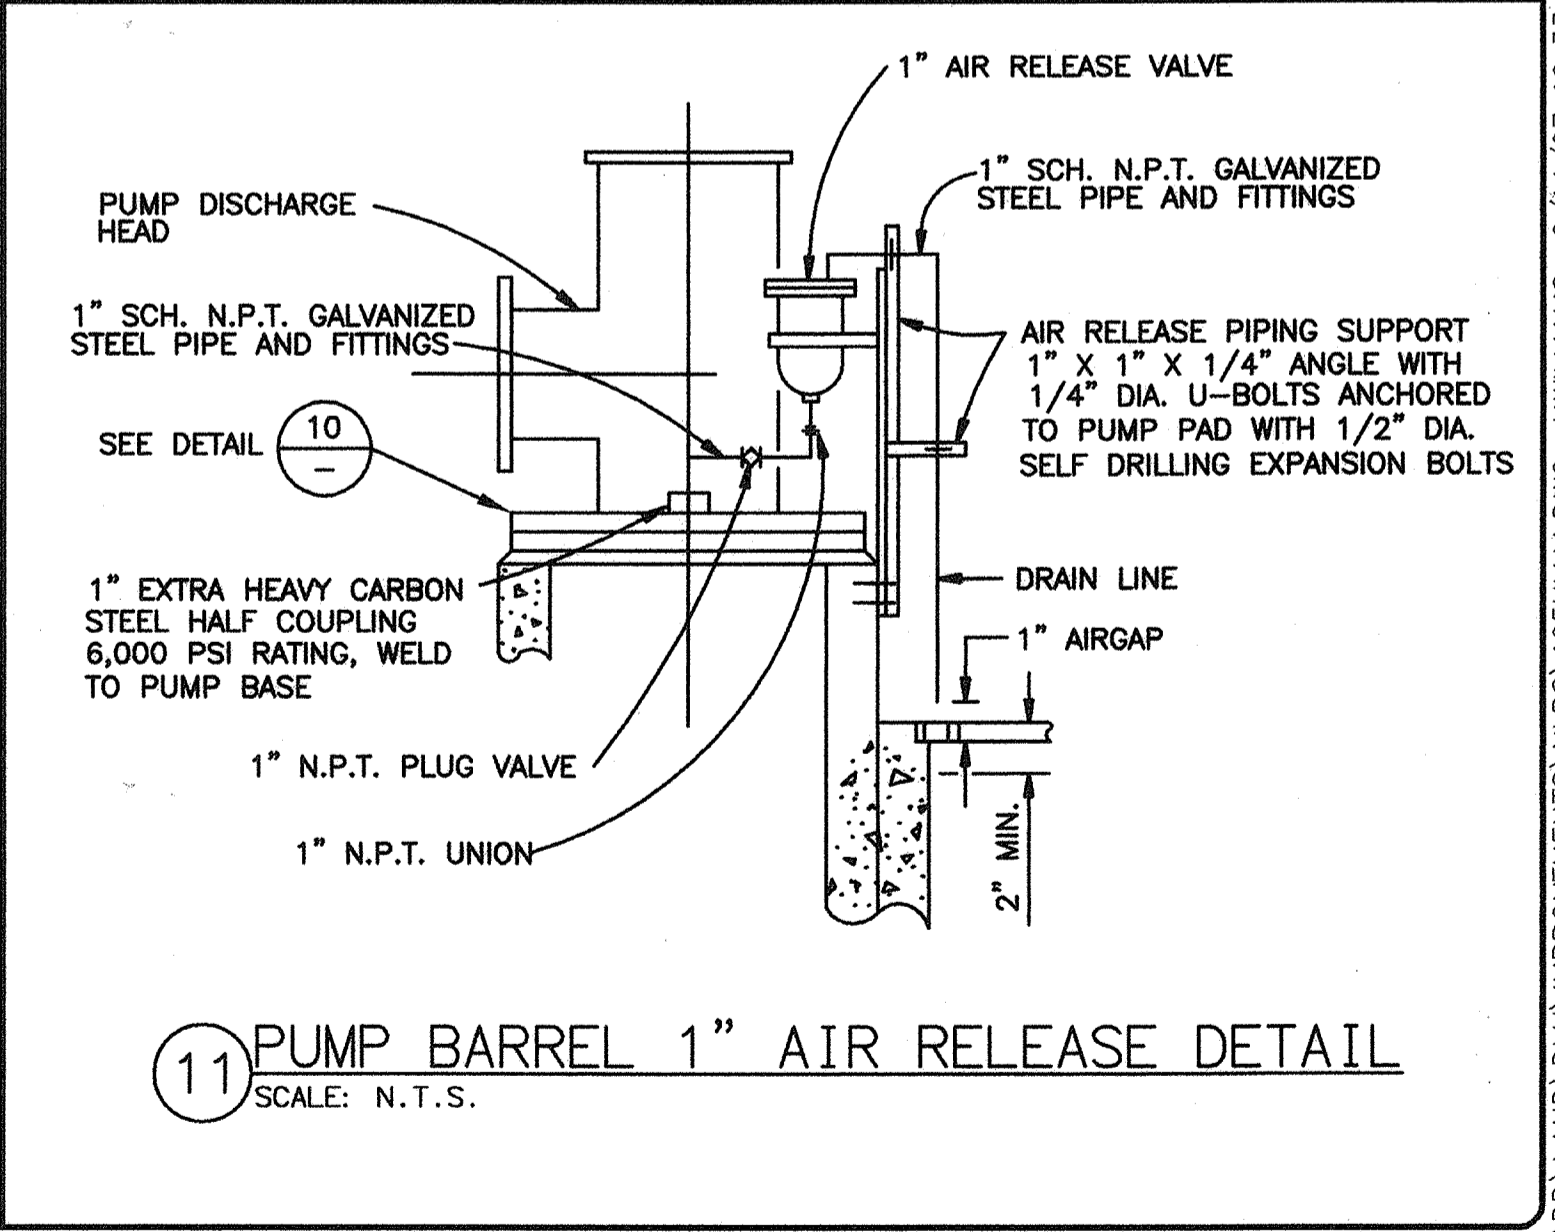 1” AIR RELEASE VALVE
1” SCH. N.P.T. GALVANIZED
STEEL PIPE AND FITTINGS
PUMP DISCHARGE
HEAD
1” SCH. N.P.T. GALVANIZED
STEEL PIPE AND FITTINGS
AIR RELEASE PIPING SUPPORT
1” X 1” X 1/4” ANGLE WITH
1/4” DIA. U-BOLTS ANCHORED
TO PUMP PAD WITH 1/2” DIA.
SELF DRILLING EXPANSION BOLTS
SEE DETAIL
10
–
1” EXTRA HEAVY CARBON
STEEL HALF COUPLING
6,000 PSI RATING, WELD
TO PUMP BASE
DRAIN LINE
1” AIRGAP
1” N.P.T. PLUG VALVE
1” N.P.T. UNION
2” MIN.
11
PUMP BARREL 1” AIR RELEASE DETAIL
SCALE: N.T.S.